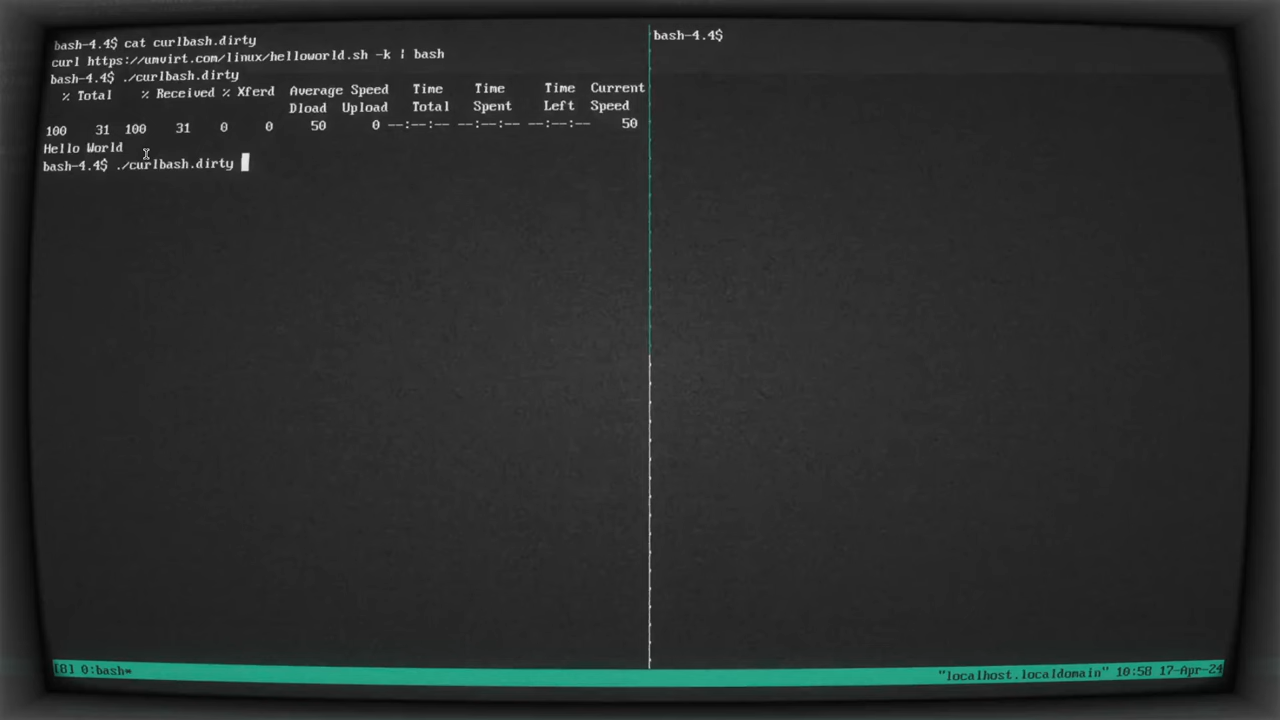 bash-4.4$ cat curlbash.dirty
curl https://umvirt.com/linux/helloworld.sh -k | bash
bash-4.4$ ./curlbash.dirty
% Total % Received % Xferd Average Speed Time Time Time Current
Dload Upload Total Spent Left Speed
100 31 100 31 0 0 50 0 --:--:-- --:--:-- --:--:-- 50
Hello World
bash-4.4$ ./curlbash.dirty
bash-4.4$
[8] 0:bash* "localhost.localdomain" 10:58 17-Apr-24